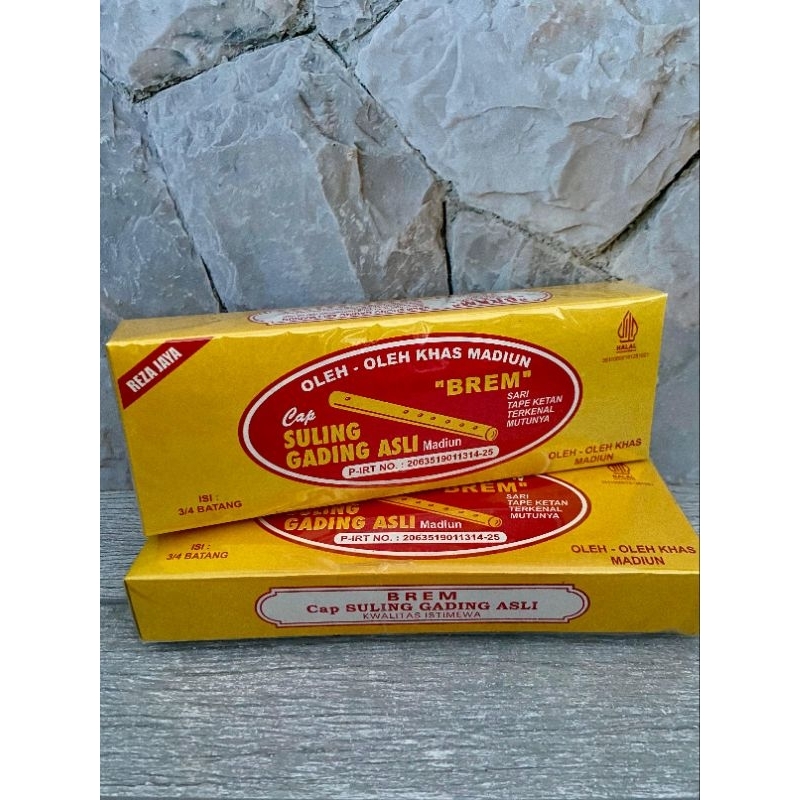 REZA JAYA
OLEH - OLEH KHAS MADIUN
"BREM"
SARI
TAPE KETAN
TERKENAL
MUTUNYA
Cap
SULING
GADING ASLI Madiun
P-IRT NO. : 2063519011314-25
ISI :
3/4 BATANG
HALAL
OLEH - OLEH KHAS
MADIUN
"BREM"
SARI
TAPE KETAN
TERKENAL
MUTUNYA
SULING
GADING ASLI Madiun
P-IRT NO. : 2063519011314-25
ISI :
3/4 BATANG
OLEH - OLEH KHAS
MADIUN
BREM
Cap SULING GADING ASLI
KWALITAS ISTIMEWA